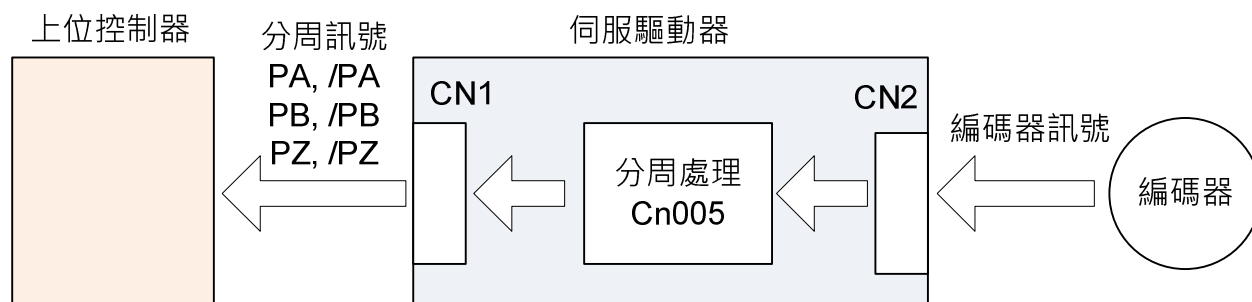 上位控制器
分周訊號
PA, /PA
PB, /PB
PZ, /PZ
伺服驅動器
CN1
分周處理
Cn005
CN2
編碼器訊號
編碼器